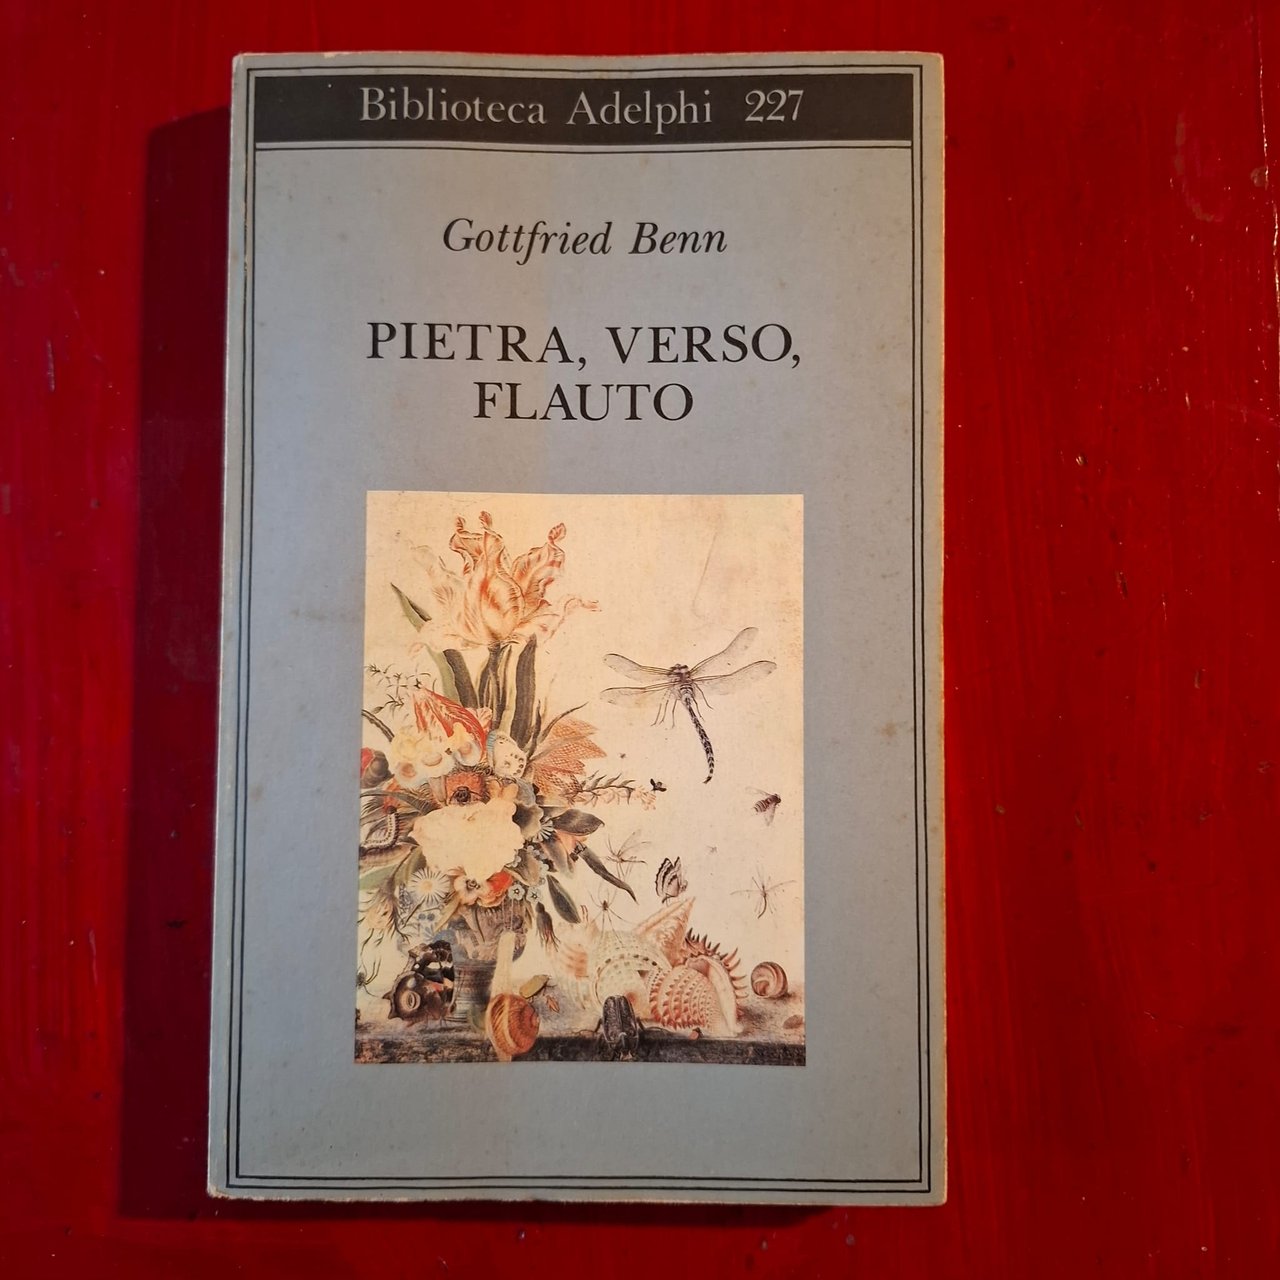 Biblioteca Adelphi 227
Gottfried Benn
PIETRA, VERSO,
FLAUTO